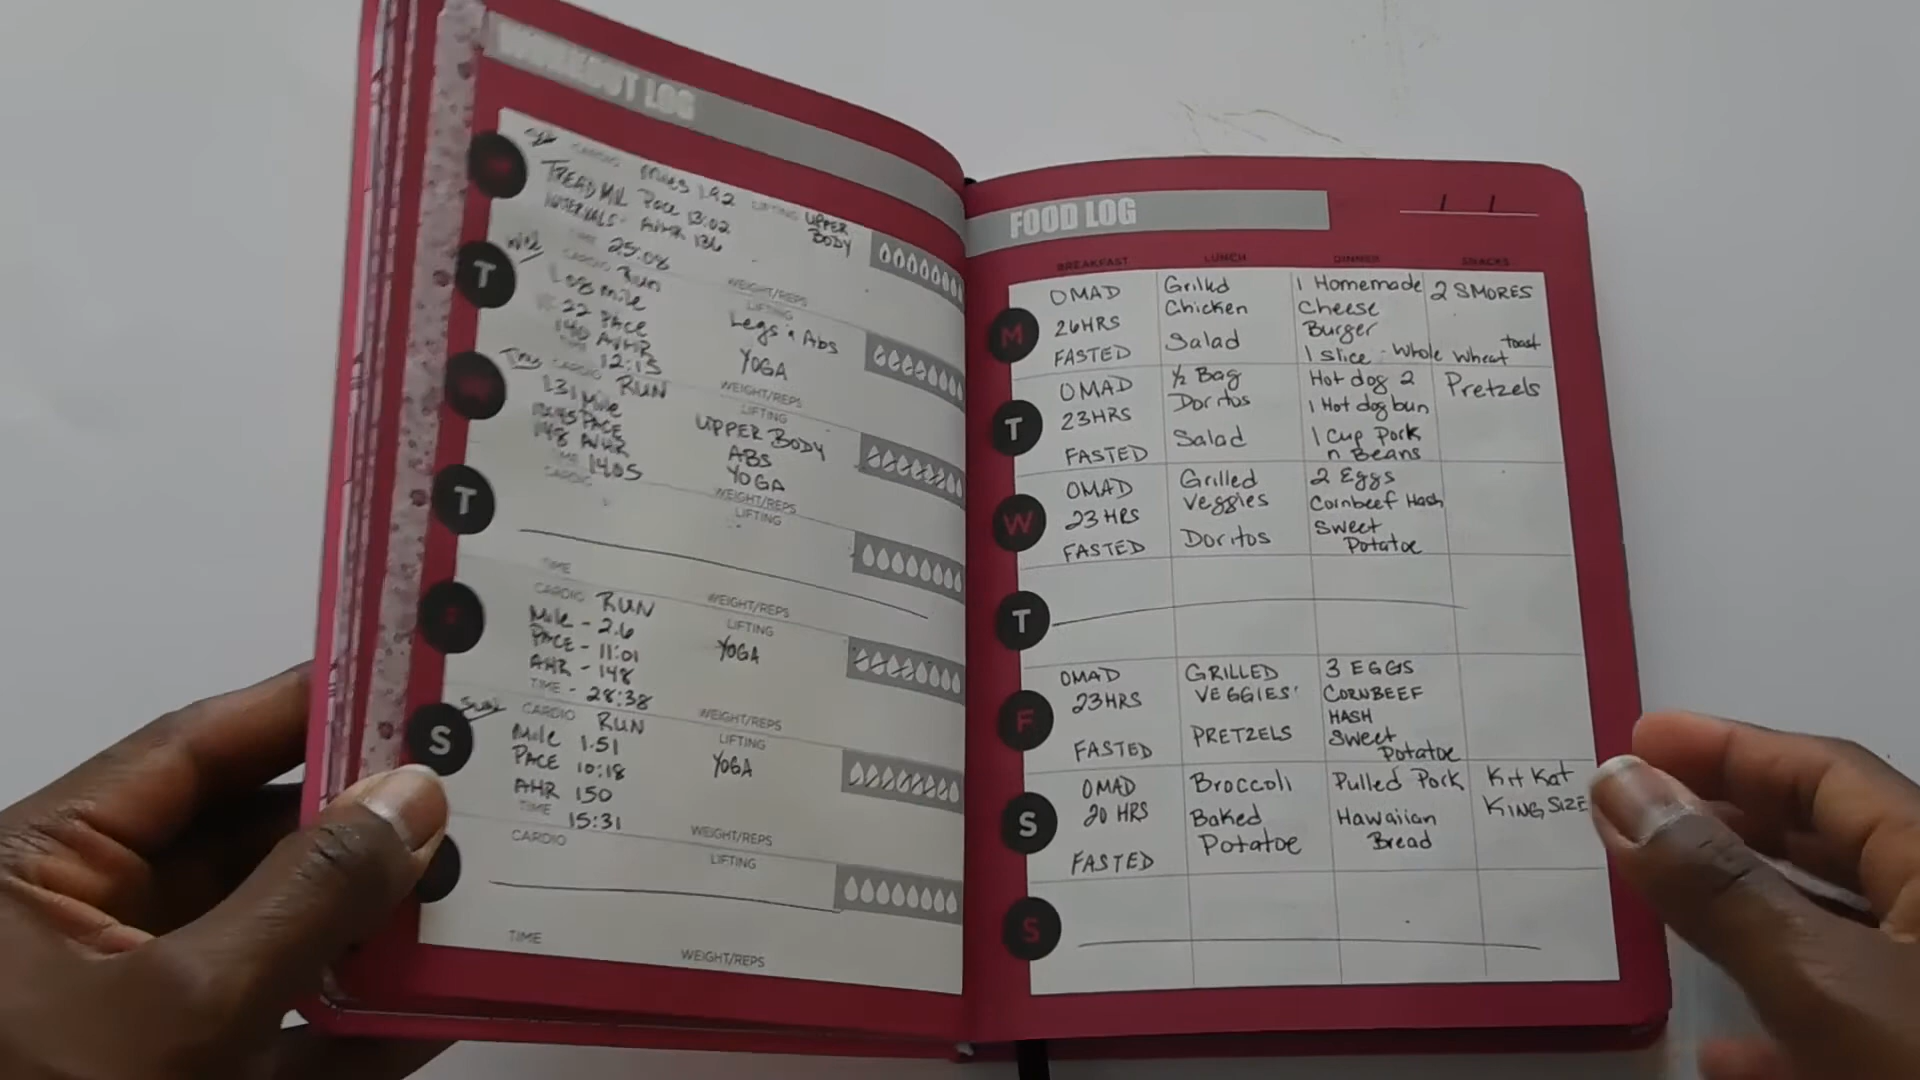 WORKOUT LOG
CARDIO
Miles 1.92
TREADMIL Pace 13:02
INTERVALS - AVHR 136
TIME 25:08
LIFTING UPPER
BODY
WEIGHT/REPS
T
CARDIO Run
1.08 mile
22 PACE
140 AVHR
TIME 12:15
LIFTING
Legs n Abs
YOGA
WEIGHT/REPS
W
CARDIO RUN
1.31 Mile
10:45 PACE
148 AVHR
TIME 14:05
LIFTING
UPPER BODY
ABS
YOGA
WEIGHT/REPS
T
CARDIO
LIFTING
TIME
WEIGHT/REPS
CARDIO RUN
Mile - 2.6
PACE - 11:01
AHR - 148
TIME - 28:38
LIFTING
YOGA
WEIGHT/REPS
S
CARDIO RUN
Mile 1.51
PACE 10:18
AHR 150
TIME
15:31
LIFTING
YOGA
WEIGHT/REPS
CARDIO
LIFTING
TIME
WEIGHT/REPS
FOOD LOG
BREAKFAST LUNCH DINNER SNACKS
M
OMAD
26HRS
FASTED
Grilled
Chicken
Salad
1 Homemade
Cheese
Burger
1 slice - whole wheat toast
2 SMORES
T
OMAD
23HRS
FASTED
½ Bag
Doritos
Salad
Hot dog 2
1 Hot dog bun
1 Cup Pork
n Beans
Pretzels
W
OMAD
23 HRS
FASTED
Grilled
Veggies
Doritos
2 Eggs
Cornbeef Hash
Sweet
Potatoe
T
F
OMAD
23HRS
FASTED
GRILLED
VEGGIES
PRETZELS
3 EGGS
CORNBEEF
HASH
Sweet
Potatoe
S
OMAD
20 HRS
FASTED
Broccoli
Baked
Potatoe
Pulled Pork
Hawaiian
Bread
Kit Kat
KING SIZE
S